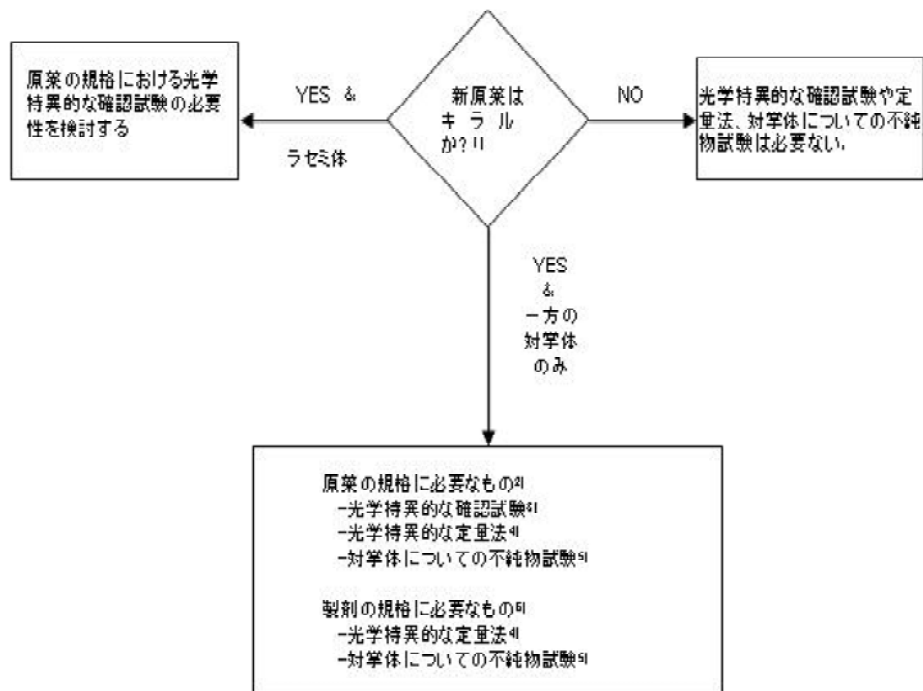 原薬の規格における光学
特異的な確認試験の必要
性を検討する
YES &
ラセミ体
新原薬は
キラル
か?1)
NO
光学特異的な確認試験や定
量法、対掌体についての不純
物試験は必要ない.
YES
&
一方の
対掌体
のみ
原薬の規格に必要なもの2)
-光学特異的な確認試験
-光学特異的な定量法4)
-対掌体についての不純物試験5)
製剤の規格に必要なもの
-光学特異的な定量法4)
-対掌体についての不純物試験5)